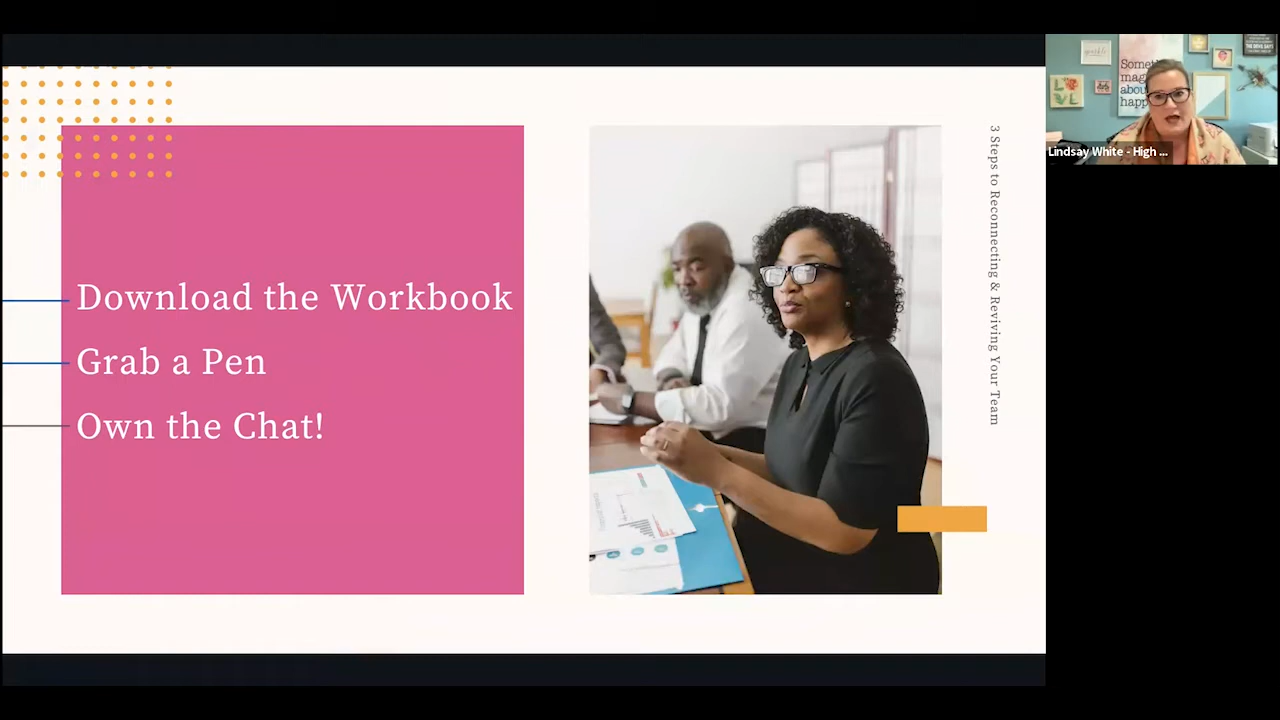 Download the Workbook
Grab a Pen
Own the Chat!
3 Steps to Reconnecting & Reviving Your Team
Lindsay White - High ...